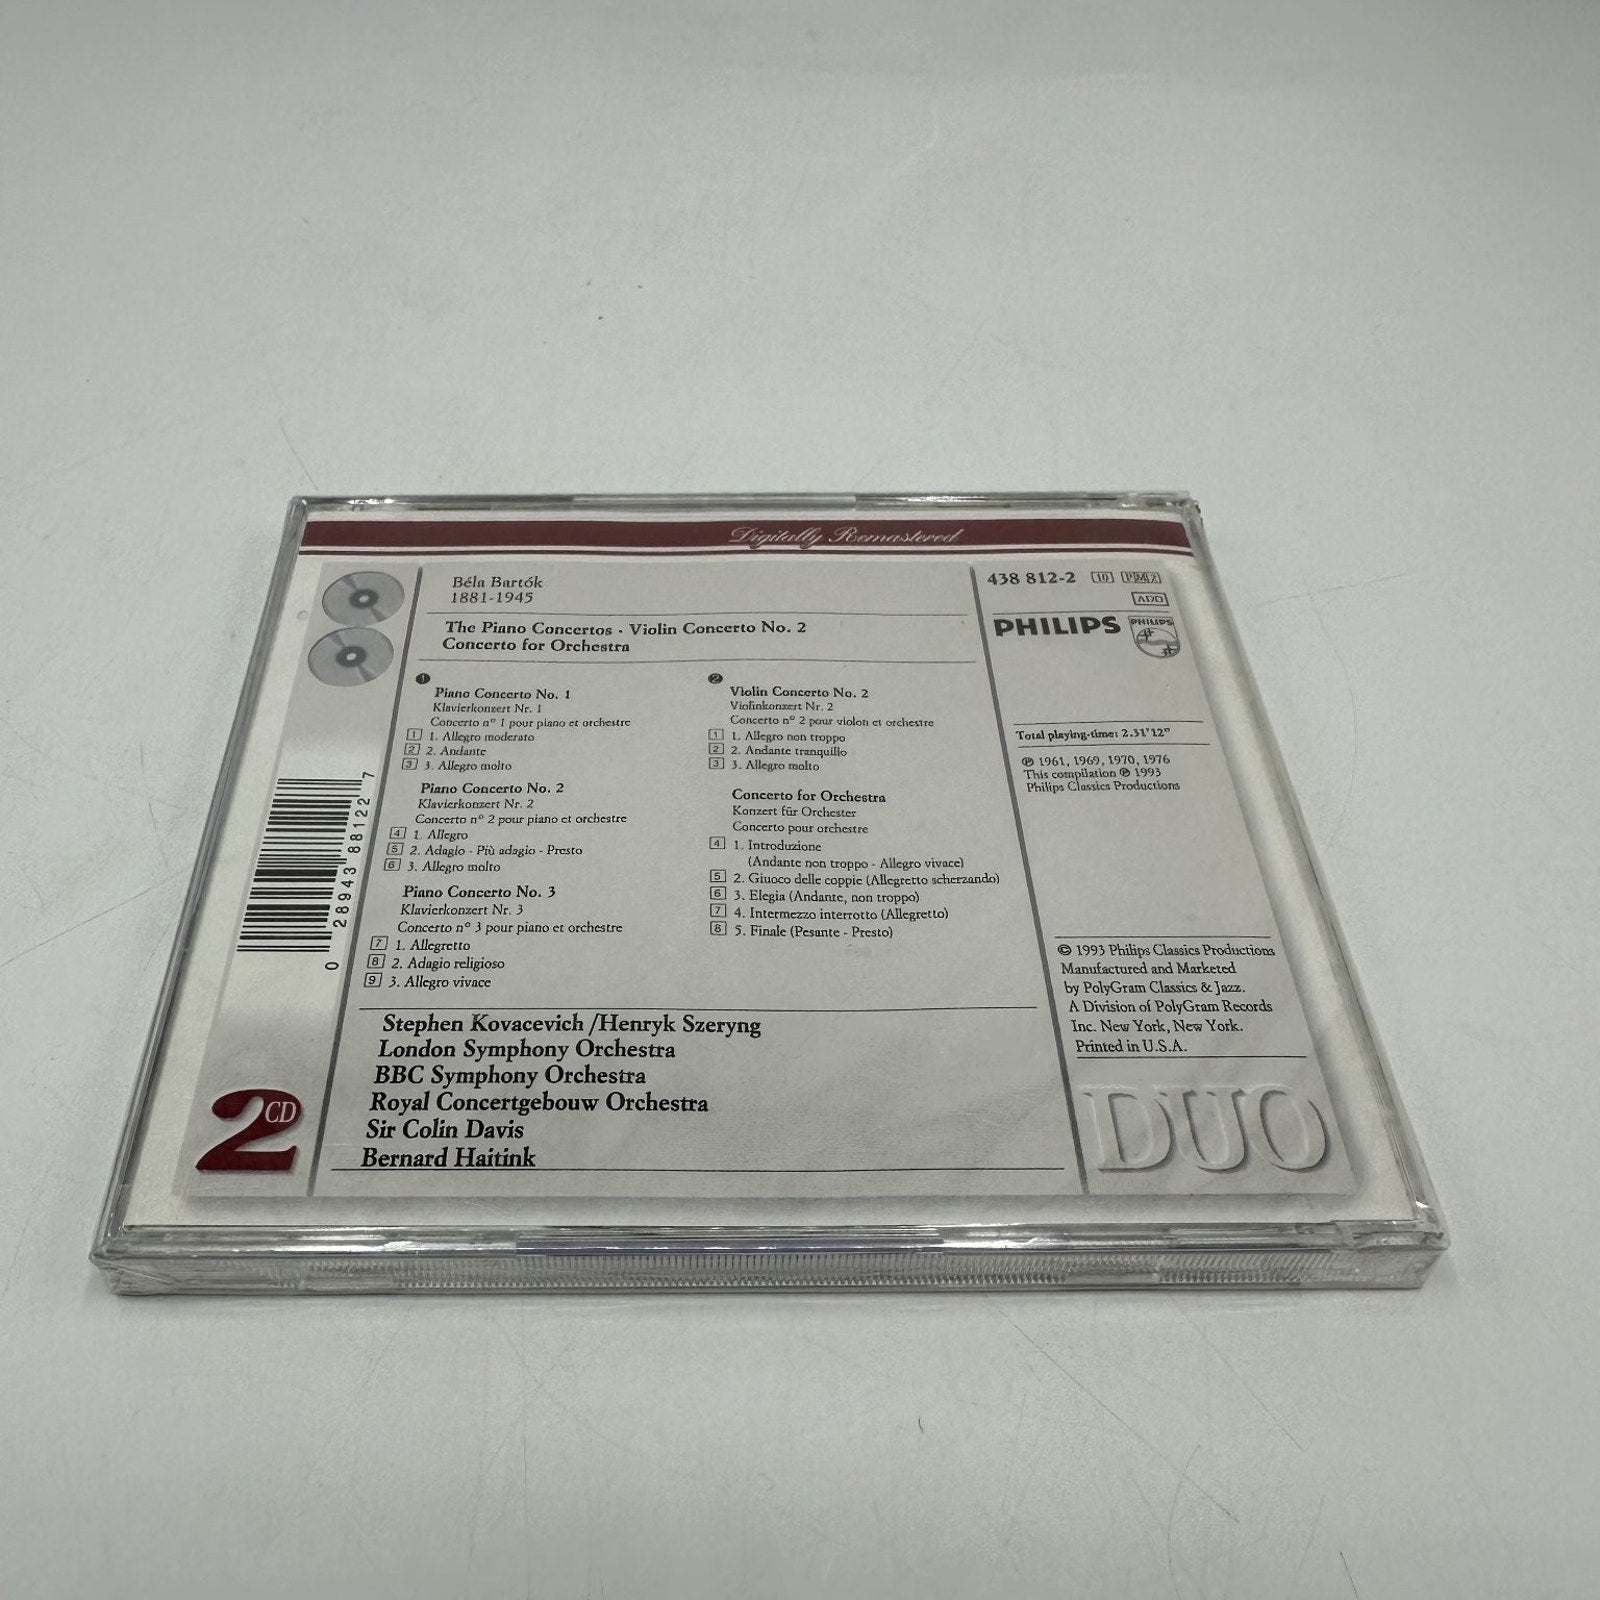 Digitally Remastered
Béla Bartók
1881-1945
The Piano Concertos · Violin Concerto No. 2
Concerto for Orchestra
❶
Piano Concerto No. 1
Klavierkonzert Nr. 1
Concerto nº 1 pour piano et orchestre
1 1. Allegro moderato
2 2. Andante
3 3. Allegro molto
Piano Concerto No. 2
Klavierkonzert Nr. 2
Concerto nº 2 pour piano et orchestre
4 1. Allegro
5 2. Adagio - Più adagio - Presto
6 3. Allegro molto
Piano Concerto No. 3
Klavierkonzert Nr. 3
Concerto nº 3 pour piano et orchestre
7 1. Allegretto
8 2. Adagio religioso
9 3. Allegro vivace
❷
Violin Concerto No. 2
Violinkonzert Nr. 2
Concerto nº 2 pour violon et orchestre
1 1. Allegro non troppo
2 2. Andante tranquillo
3 3. Allegro molto
Concerto for Orchestra
Konzert für Orchester
Concerto pour orchestre
4 1. Introduzione
(Andante non troppo - Allegro vivace)
5 2. Giuoco delle coppie (Allegretto scherzando)
6 3. Elegia (Andante, non troppo)
7 4. Intermezzo interrotto (Allegretto)
8 5. Finale (Pesante - Presto)
Stephen Kovacevich /Henryk Szeryng
London Symphony Orchestra
BBC Symphony Orchestra
Royal Concertgebouw Orchestra
Sir Colin Davis
Bernard Haitink
438 812-2 10 PM2
ADD
PHILIPS PHILIPS
Total playing-time: 2.31'12"
℗ 1961, 1969, 1970, 1976
This compilation ℗ 1993
Philips Classics Productions
© 1993 Philips Classics Productions
Manufactured and Marketed
by PolyGram Classics & Jazz.
A Division of PolyGram Records
Inc. New York, New York.
Printed in U.S.A.
DUO
0 28943 88122 7
2CD